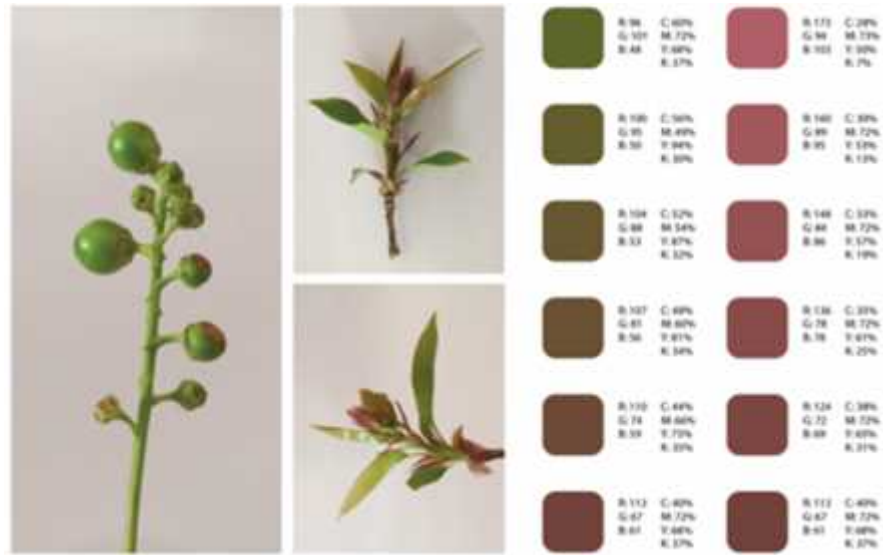 R: 96 C: 60%
G: 101 M: 72%
B: 48 Y: 68%
K: 37%
R: 173 C: 28%
G: 94 M: 73%
B: 103 Y: 50%
K: 7%
R: 100 C: 56%
G: 95 M: 49%
B: 50 Y: 94%
K: 30%
R: 160 C: 30%
G: 89 M: 72%
B: 95 Y: 53%
K: 13%
R: 104 C: 52%
G: 88 M: 54%
B: 53 Y: 87%
K: 32%
R: 148 C: 33%
G: 84 M: 72%
B: 86 Y: 57%
K: 19%
R: 107 C: 48%
G: 81 M: 60%
B: 56 Y: 81%
K: 34%
R: 136 C: 35%
G: 78 M: 72%
B: 78 Y: 61%
K: 25%
R: 110 C: 44%
G: 74 M: 66%
B: 59 Y: 75%
K: 35%
R: 124 C: 38%
G: 72 M: 72%
B: 69 Y: 65%
K: 31%
R: 113 C: 40%
G: 67 M: 72%
B: 61 Y: 68%
K: 37%
R: 113 C: 40%
G: 67 M: 72%
B: 61 Y: 68%
K: 37%